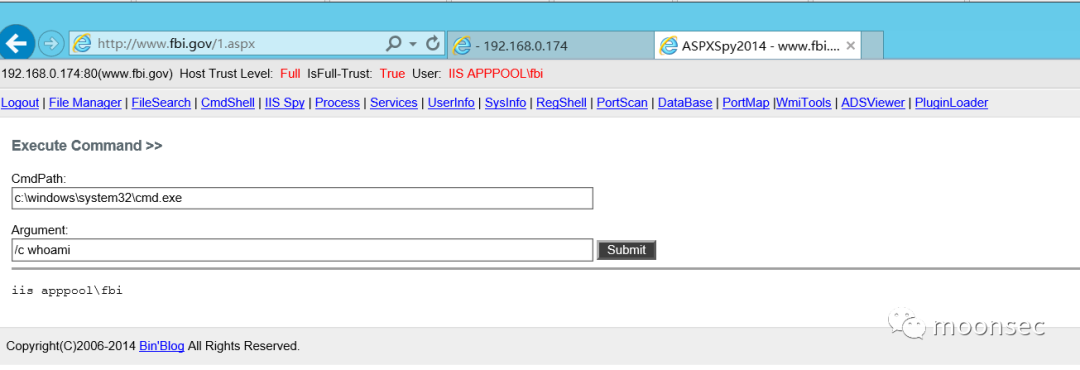 http://www.fbi.gov/1.aspx
- 192.168.0.174
ASPXSpy2014 - www.fbi....
192.168.0.174:80(www.fbi.gov) Host Trust Level: Full IsFull-Trust: True User: IIS APPPOOL\fbi
Logout | File Manager | FileSearch | CmdShell | IIS Spy | Process | Services | UserInfo | SysInfo | RegShell | PortScan | DataBase | PortMap |WmiTools | ADSViewer | PluginLoader
Execute Command >>
CmdPath:
c:\windows\system32\cmd.exe
Argument:
/c whoami
Submit
iis apppool\fbi
moonsec
Copyright(C)2006-2014 Bin'Blog All Rights Reserved.